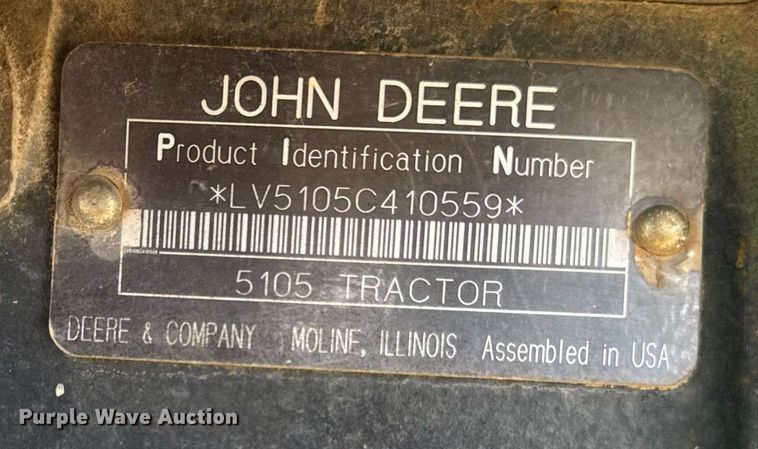 JOHN DEERE
Product Identification Number
*LV5105C410559*
5105 TRACTOR
DEERE & COMPANY MOLINE, ILLINOIS Assembled in USA
Purple Wave Auction